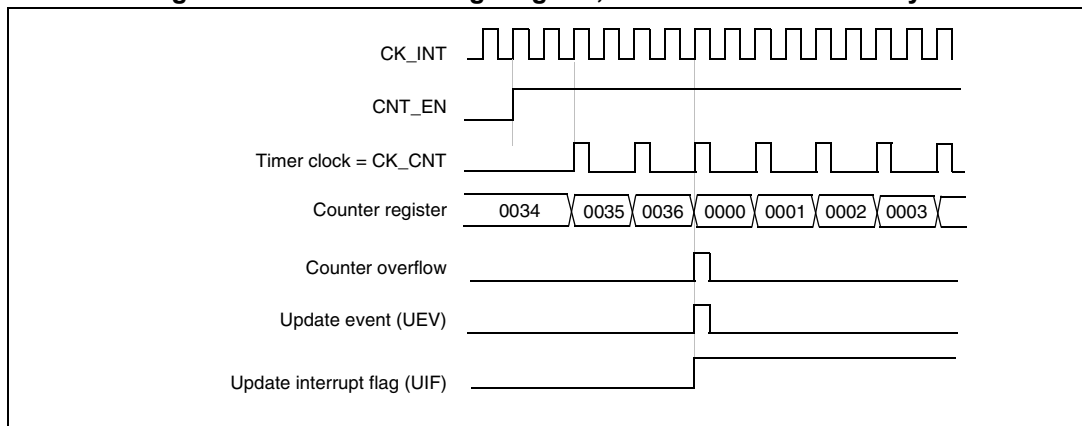 CK_INT
CNT_EN
Timer clock = CK_CNT
Counter register 0034 0035 0036 0000 0001 0002 0003
Counter overflow
Update event (UEV)
Update interrupt flag (UIF)